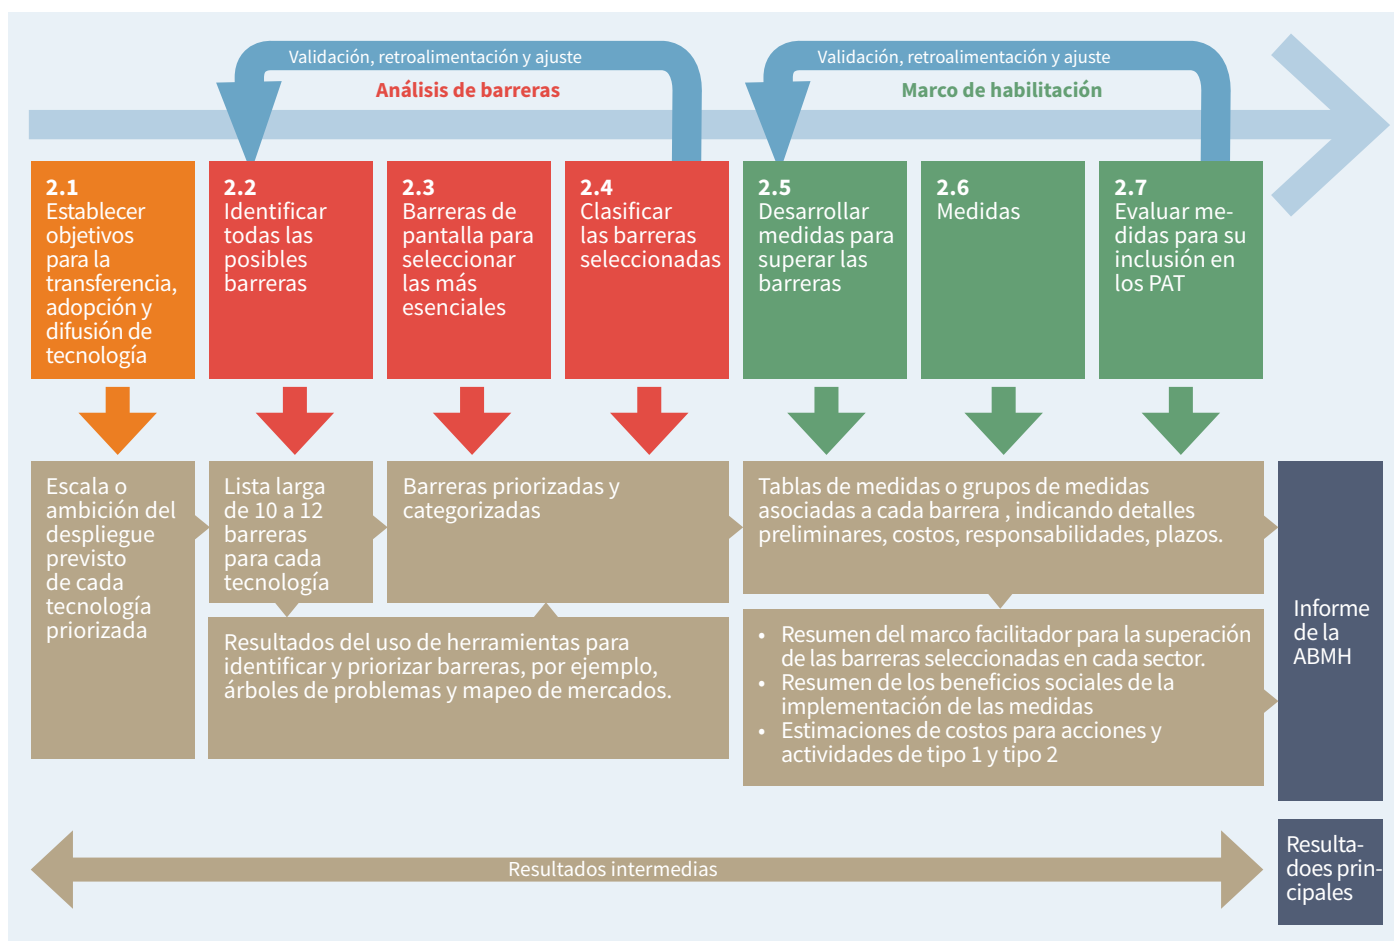 Validación, retroalimentación y ajuste
Análisis de barreras
Validación, retroalimentación y ajuste
Marco de habilitación
2.1
Establecer
objetivos
para la
transferencia,
adopción y
difusión de
tecnología
2.2
Identificar
todas las
posibles
barreras
2.3
Barreras de
pantalla para
seleccionar
las más
esenciales
2.4
Clasificar
las barreras
seleccionadas
2.5
Desarrollar
medidas para
superar las
barreras
2.6
Medidas
2.7
Evaluar me-
didas para su
inclusión en
los PAT
Escala o
ambición del
despliegue
previsto
de cada
tecnología
priorizada
Lista larga
de 10 a 12
barreras
para cada
tecnología
Barreras priorizadas y
categorizadas
Resultados del uso de herramientas para
identificar y priorizar barreras, por ejemplo,
árboles de problemas y mapeo de mercados.
Tablas de medidas o grupos de medidas
asociadas a cada barrera , indicando detalles
preliminares, costos, responsabilidades, plazos.
• Resumen del marco facilitador para la superación
de las barreras seleccionadas en cada sector.
• Resumen de los beneficios sociales de la
implementación de las medidas
• Estimaciones de costos para acciones y
actividades de tipo 1 y tipo 2
Informe
de la
ABMH
Resultados intermedias
Resulta-
does prin-
cipales